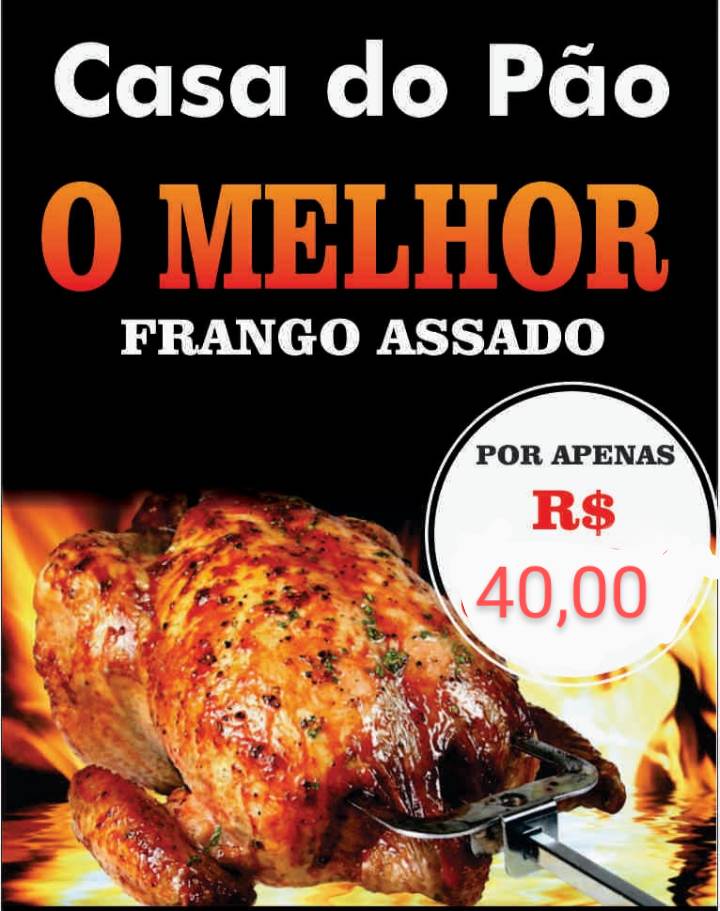 Casa do Pão
O MELHOR
FRANGO ASSADO
POR APENAS
R$
40,00